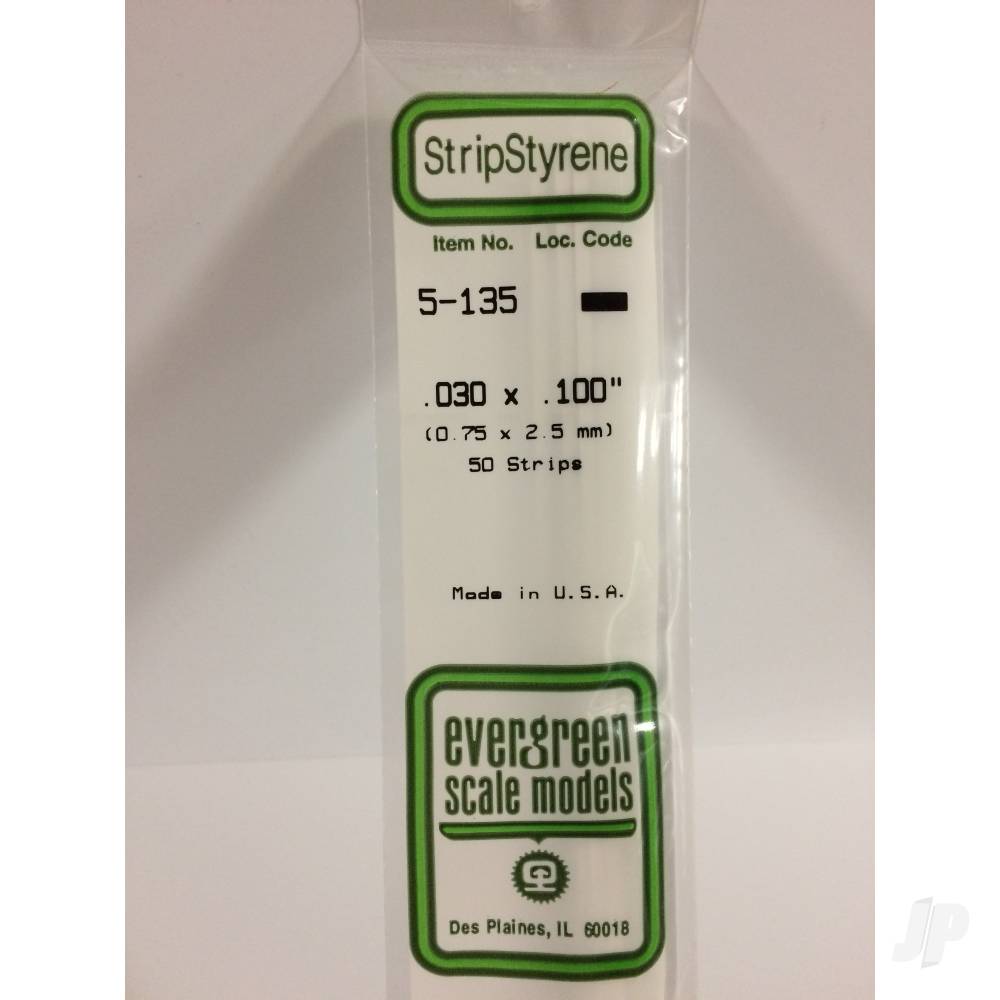 StripStyrene
Item No. Loc. Code
5-135
.030 x .100"
(0.75 x 2.5 mm)
50 Strips
Made in U.S.A.
evergreen
scale models
Des Plaines, IL 60018
JP